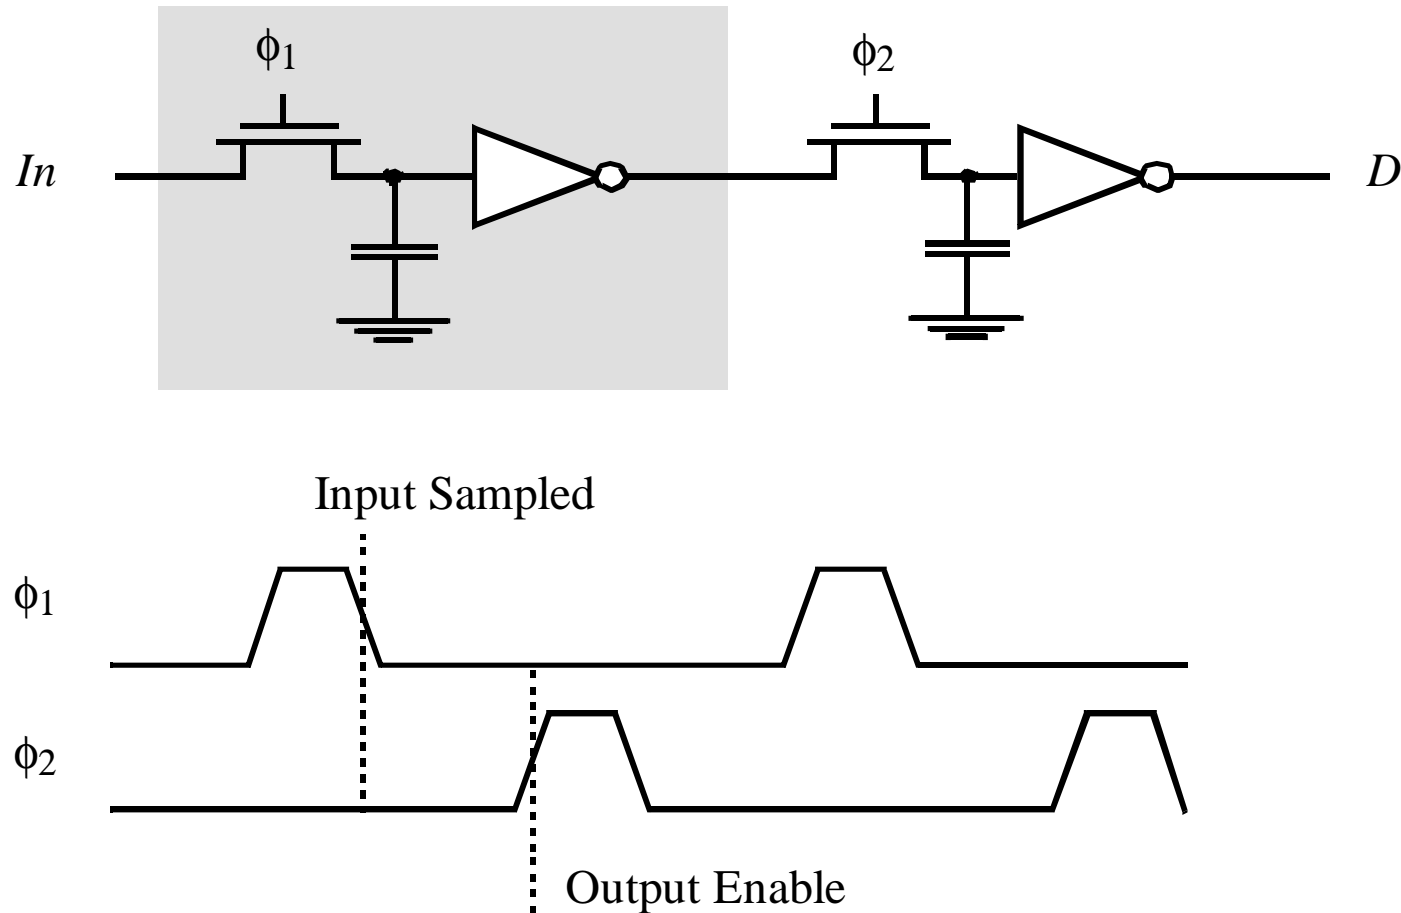 ϕ1
ϕ2
In
D
Input Sampled
ϕ1
ϕ2
Output Enable